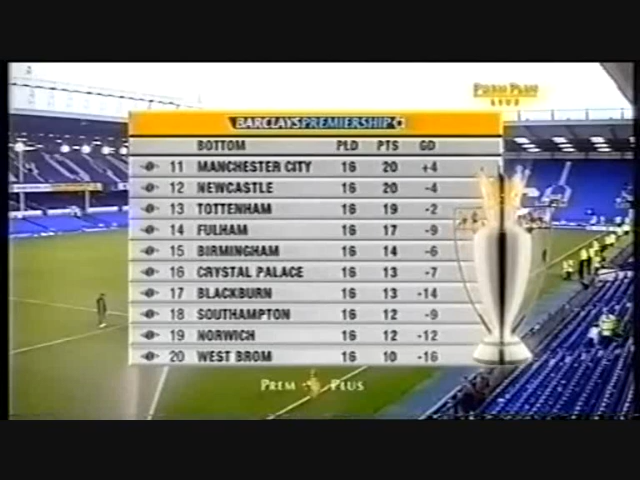 PREM PLUS
LIVE
BARCLAYS PREMIERSHIP
BOTTOM PLD PTS GD
11 MANCHESTER CITY 16 20 +4
12 NEWCASTLE 16 20 -4
13 TOTTENHAM 16 19 -2
14 FULHAM 16 17 -9
15 BIRMINGHAM 16 14 -6
16 CRYSTAL PALACE 16 13 -7
17 BLACKBURN 16 13 -14
18 SOUTHAMPTON 16 12 -9
19 NORWICH 16 12 -12
20 WEST BROM 16 10 -16
PREM PLUS